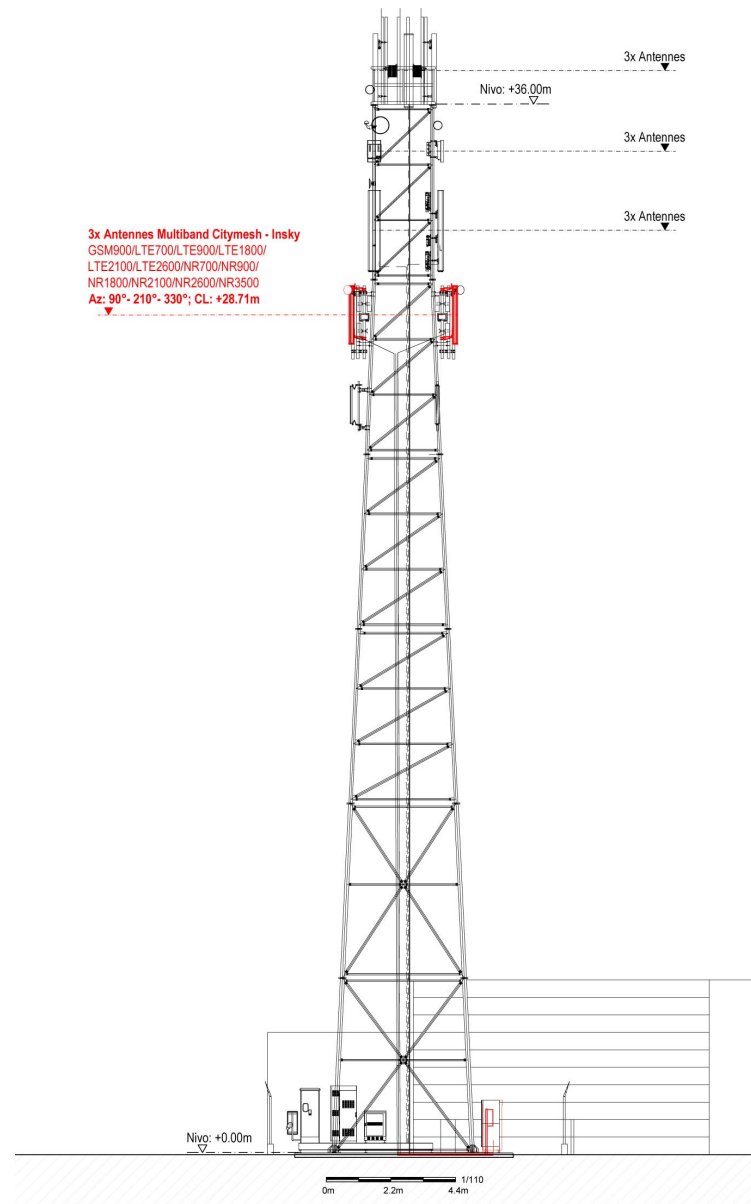 3x Antennes
Nivo: +36.00m
3x Antennes
3x Antennes
3x Antennes Multiband Citymesh - Insky
GSM900/LTE700/LTE900/LTE1800/
LTE2100/LTE2600/NR700/NR900/
NR1800/NR2100/NR2600/NR3500
Az: 90°- 210°- 330°; CL: +28.71m
Nivo: +0.00m
1/110
0m 2.2m 4.4m